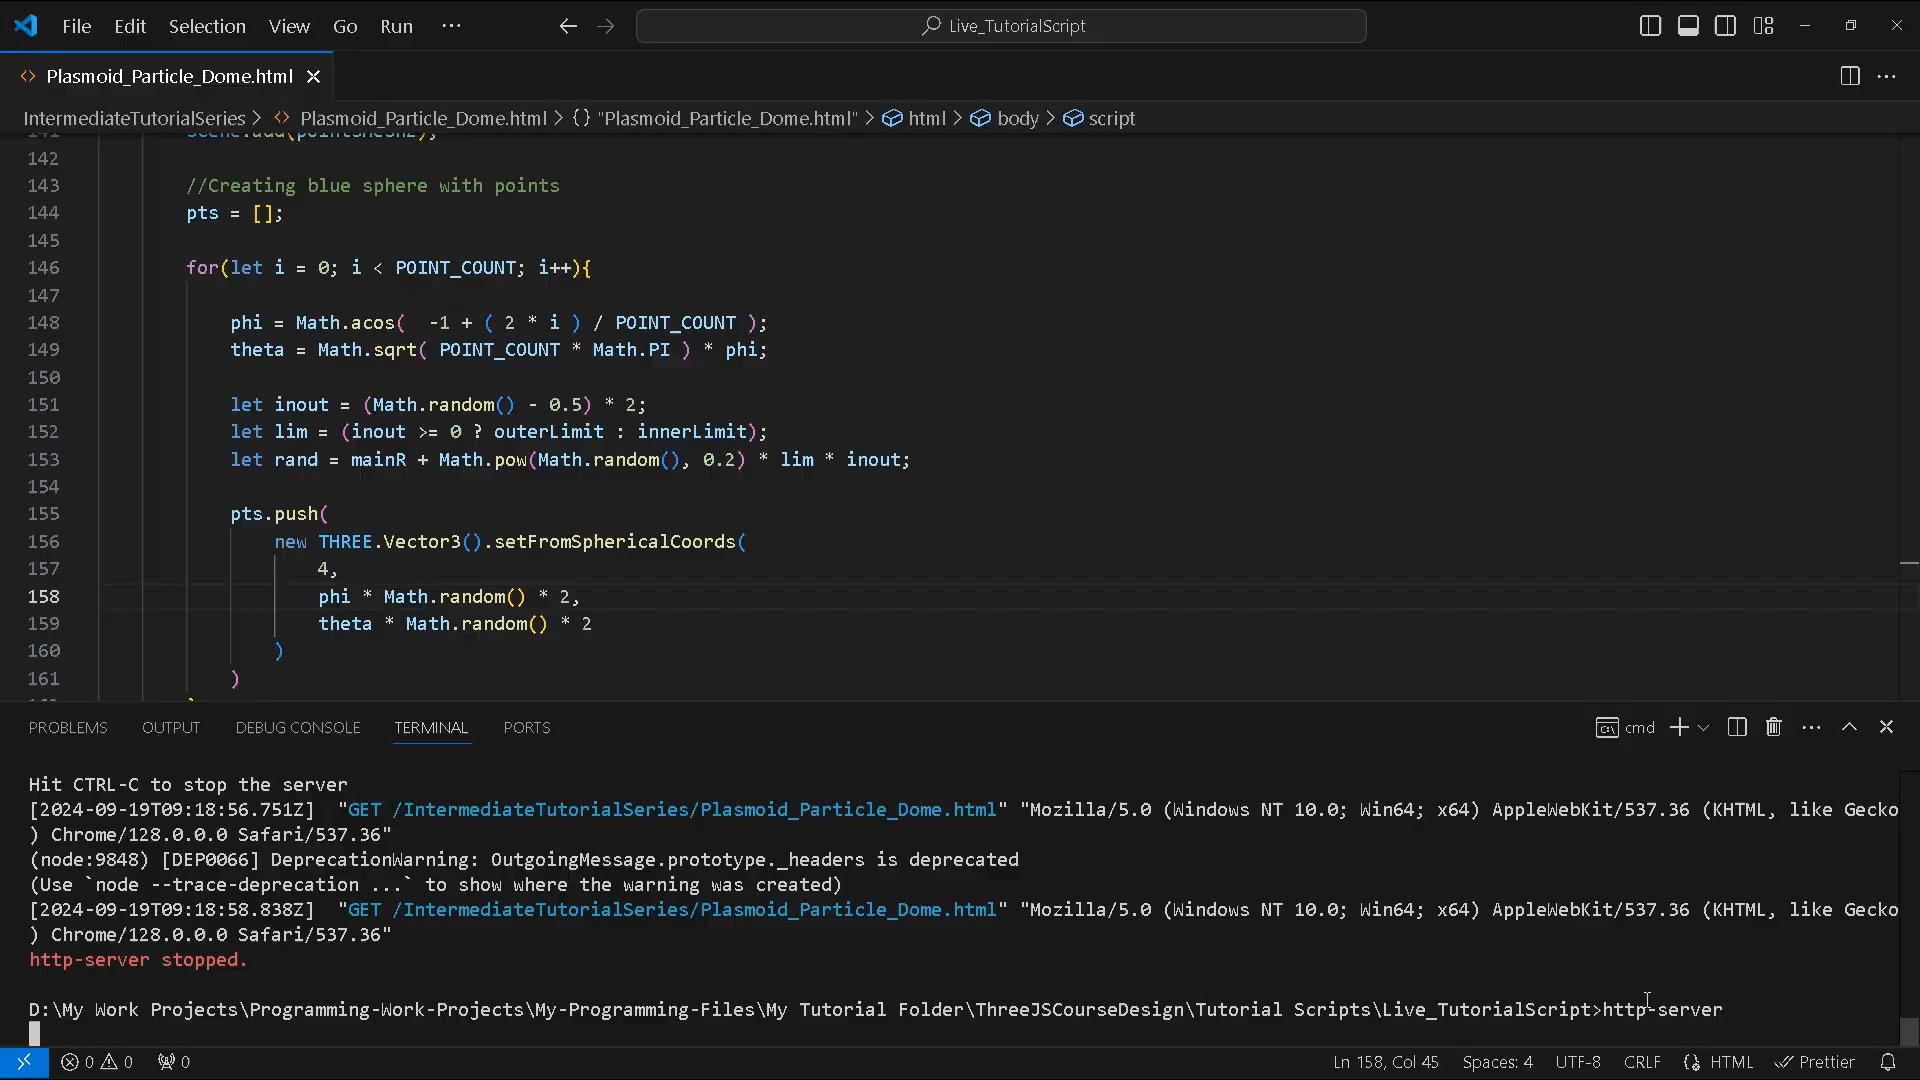 File Edit Selection View Go Run ··· Live_TutorialScript
Plasmoid_Particle_Dome.html
IntermediateTutorialSeries > <> Plasmoid_Particle_Dome.html > {} "Plasmoid_Particle_Dome.html" > html > body > script
141 scene.add(pointsMesh2);
142
143 //Creating blue sphere with points
144 pts = [];
145
146 for(let i = 0; i < POINT_COUNT; i++){
147
148 phi = Math.acos(  -1 + ( 2 * i ) / POINT_COUNT );
149 theta = Math.sqrt( POINT_COUNT * Math.PI ) * phi;
150
151 let inout = (Math.random() - 0.5) * 2;
152 let lim = (inout >= 0 ? outerLimit : innerLimit);
153 let rand = mainR + Math.pow(Math.random(), 0.2) * lim * inout;
154
155 pts.push(
156 new THREE.Vector3().setFromSphericalCoords(
157 4,
158 phi * Math.random() * 2,
159 theta * Math.random() * 2
160 )
161 )
PROBLEMS OUTPUT DEBUG CONSOLE TERMINAL PORTS cmd
Hit CTRL-C to stop the server
[2024-09-19T09:18:56.751Z]  "GET /IntermediateTutorialSeries/Plasmoid_Particle_Dome.html" "Mozilla/5.0 (Windows NT 10.0; Win64; x64) AppleWebKit/537.36 (KHTML, like Gecko
) Chrome/128.0.0.0 Safari/537.36"
(node:9848) [DEP0066] DeprecationWarning: OutgoingMessage.prototype._headers is deprecated
(Use `node --trace-deprecation ...` to show where the warning was created)
[2024-09-19T09:18:58.838Z]  "GET /IntermediateTutorialSeries/Plasmoid_Particle_Dome.html" "Mozilla/5.0 (Windows NT 10.0; Win64; x64) AppleWebKit/537.36 (KHTML, like Gecko
) Chrome/128.0.0.0 Safari/537.36"
http-server stopped.
D:\My Work Projects\Programming-Work-Projects\My-Programming-Files\My Tutorial Folder\ThreeJSCourseDesign\Tutorial Scripts\Live_TutorialScript>http-server
0 0 0 Ln 158, Col 45 Spaces: 4 UTF-8 CRLF {} HTML Prettier